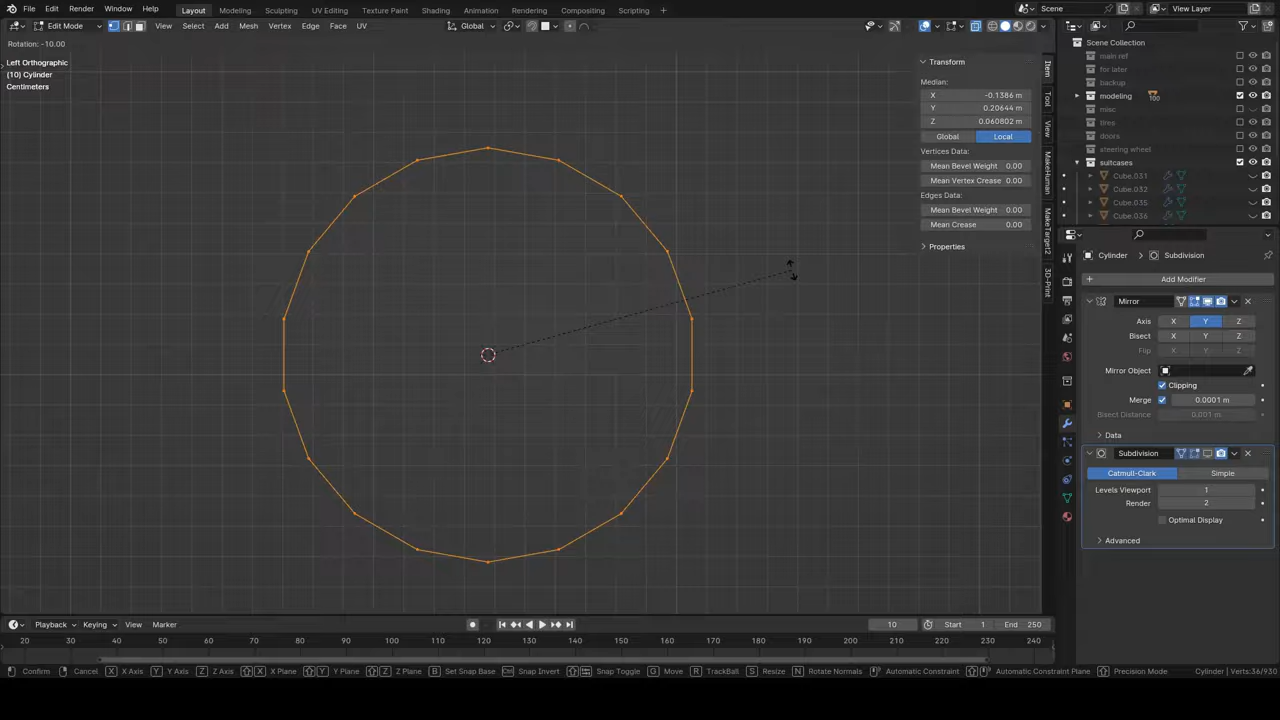 File Edit Render Window Help Layout Modeling Sculpting UV Editing Texture Paint Shading Animation Rendering Compositing Scripting Scene View Layer
Edit Mode View Select Add Mesh Vertex Edge Face UV Global
Rotation: -10.00
Left Orthographic
(10) Cylinder
Centimeters
Transform
Median:
X -0.1386 m
Y 0.20644 m
Z 0.060802 m
Global Local
Vertices Data:
Mean Bevel Weight 0.00
Mean Vertex Crease 0.00
Edges Data:
Mean Bevel Weight 0.00
Mean Crease 0.00
Properties
Item
Tool
View
MakeHuman
MakeTarget2
3D-Print
Scene Collection
main ref
for later
backup
modeling 100
misc
tires
doors
steering wheel
suitcases
Cube.031
Cube.032
Cube.035
Cube.036
Cylinder > Subdivision
Add Modifier
Mirror
Axis X Y Z
Bisect X Y Z
Flip X Y Z
Mirror Object
Clipping
Merge 0.0001 m
Bisect Distance 0.001 m
Data
Subdivision
Catmull-Clark Simple
Levels Viewport 1
Render 2
Optimal Display
Advanced
Playback Keying View Marker 10 Start 1 End 250
20 30 40 50 60 70 80 90 100 110 120 130 140 150 160 170 180 190 200 210 220 230 240
Confirm Cancel X X Axis Y Y Axis Z Z Axis X X Plane Y Y Plane Z Z Plane B Set Snap Base Snap Invert Snap Toggle G Move R TrackBall S Resize N Rotate Normals Automatic Constraint Automatic Constraint Plane Precision Mode Cylinder | Verts:36/930